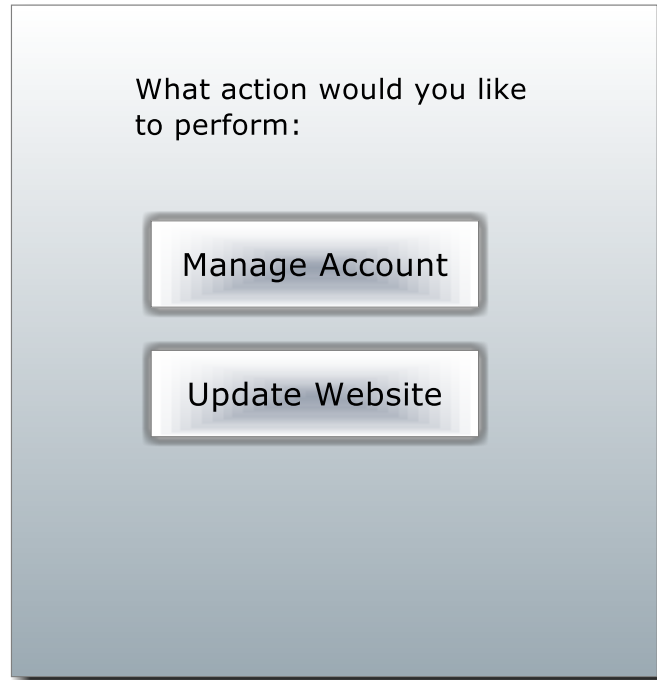 What action would you like
to perform:
Manage Account
Update Website